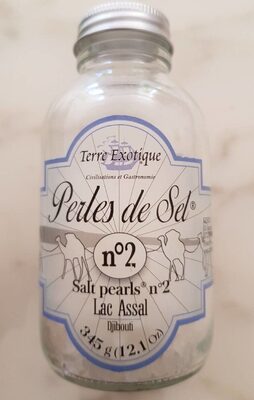 Terre Exotique
Civilisations et Gastronomie
Perles de Sel®
n°2
Salt pearls® n°2
Lac Assal
Djibouti
345 g (12.1 Oz)